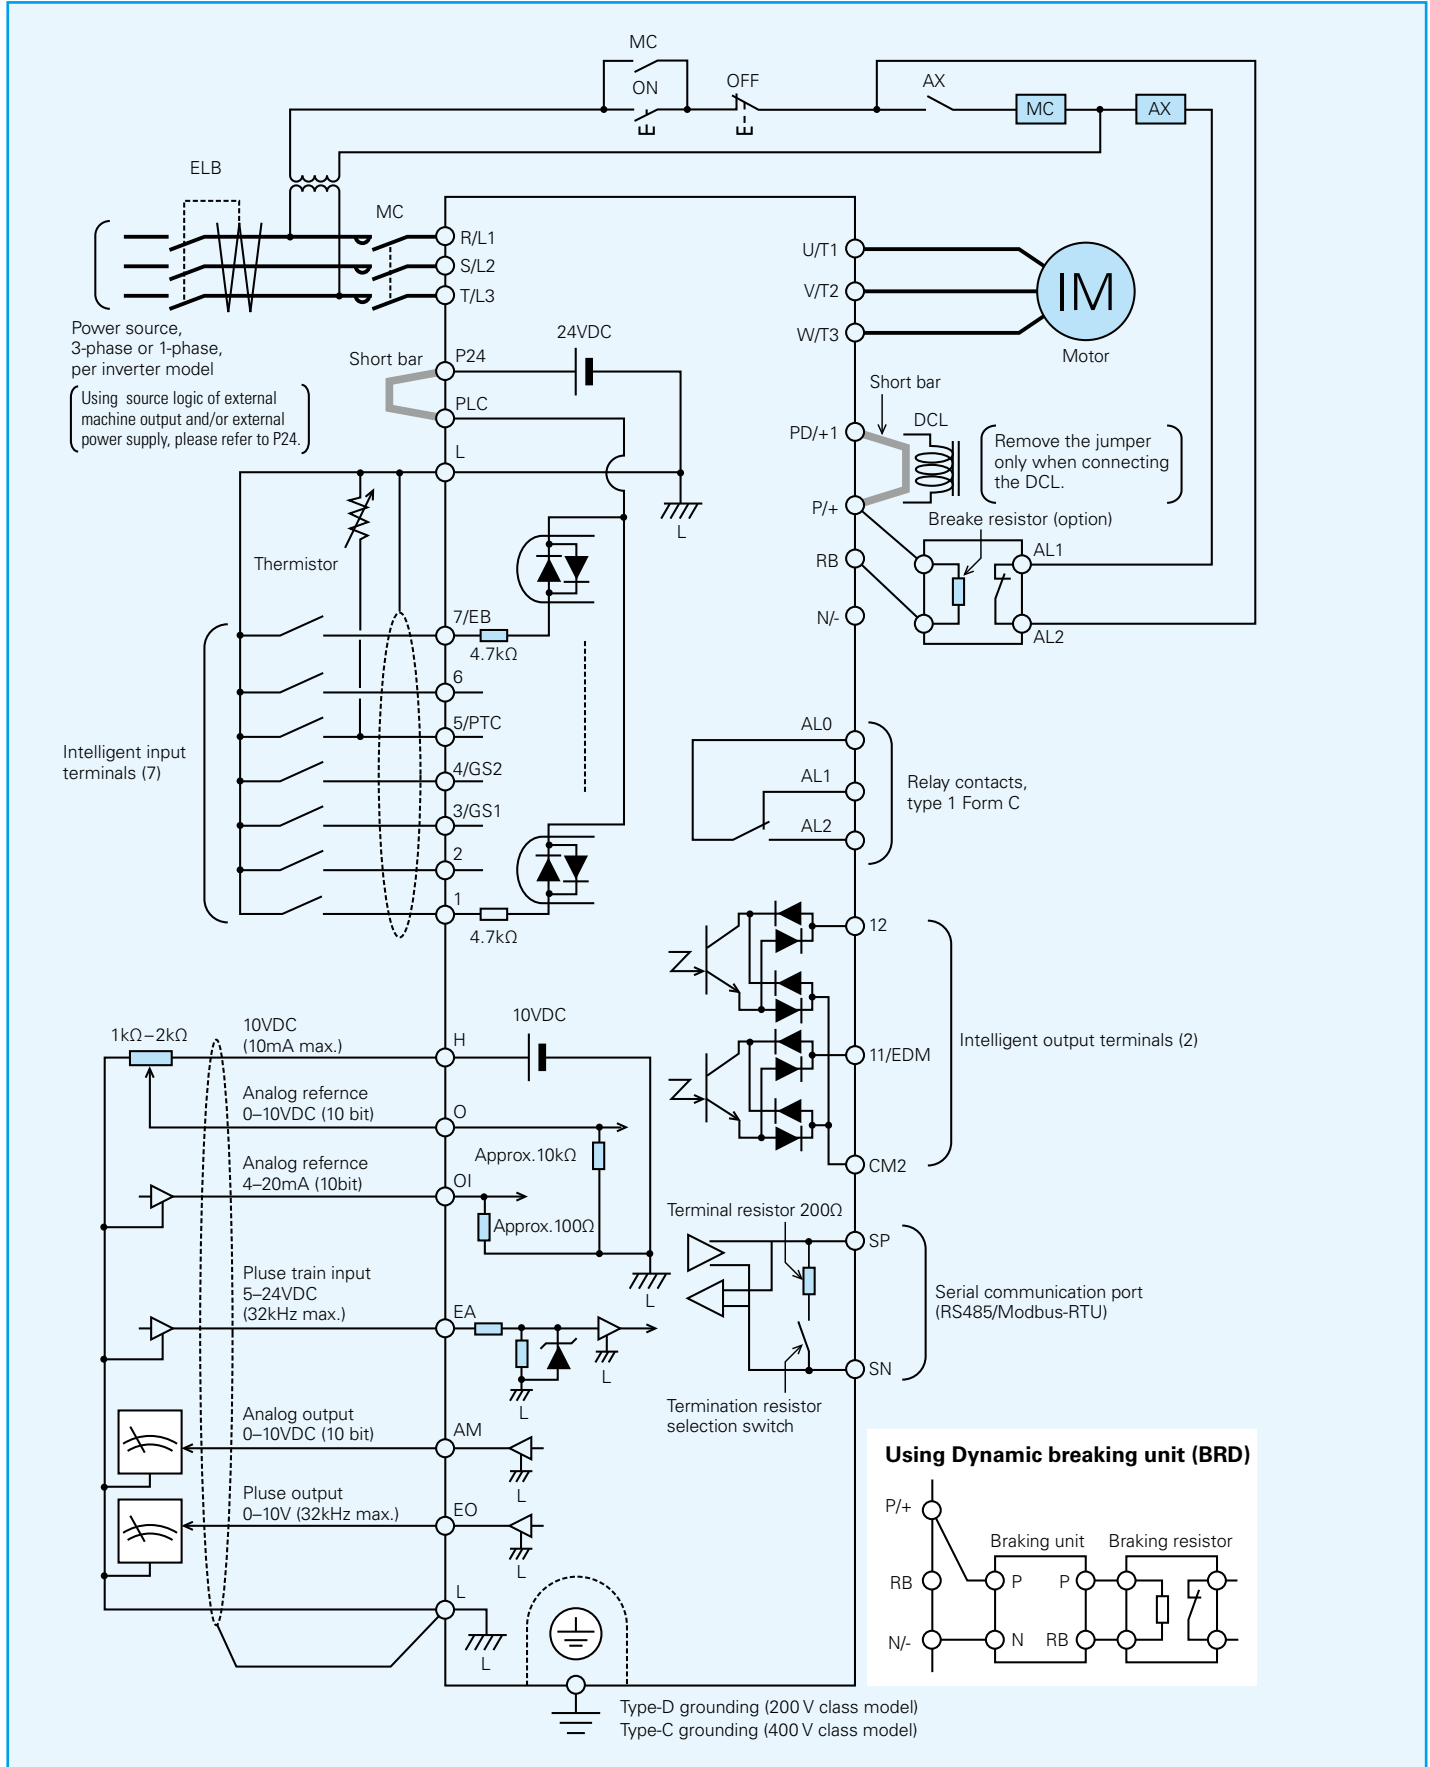 MC
ON
OFF
AX
MC
AX
ELB
MC
R/L1
S/L2
T/L3
Power source,
3-phase or 1-phase,
per inverter model
Using source logic of external
machine output and/or external
power supply, please refer to P24.
Short bar
P24
24VDC
PLC
L
L
Thermistor
7/EB
4.7kΩ
6
5/PTC
4/GS2
3/GS1
2
1
4.7kΩ
Intelligent input
terminals (7)
U/T1
V/T2
W/T3
IM
Motor
Short bar
PD/+1
DCL
Remove the jumper
only when connecting
the DCL.
P/+
Breake resistor (option)
RB
AL1
N/-
AL2
AL0
AL1
AL2
Relay contacts,
type 1 Form C
12
11/EDM
CM2
Intelligent output terminals (2)
1kΩ–2kΩ
10VDC
(10mA max.)
H
10VDC
Analog refernce
0–10VDC (10 bit)
O
Approx.10kΩ
Analog refernce
4–20mA (10bit)
OI
Approx.100Ω
L
Pluse train input
5–24VDC
(32kHz max.)
EA
L
L
Analog output
0–10VDC (10 bit)
AM
L
Pluse output
0–10V (32kHz max.)
EO
L
L
L
Terminal resistor 200Ω
SP
Serial communication port
(RS485/Modbus-RTU)
SN
Termination resistor
selection switch
Using Dynamic breaking unit (BRD)
P/+
Braking unit
Braking resistor
RB
P
P
N/-
N
RB
Type-D grounding (200 V class model)
Type-C grounding (400 V class model)